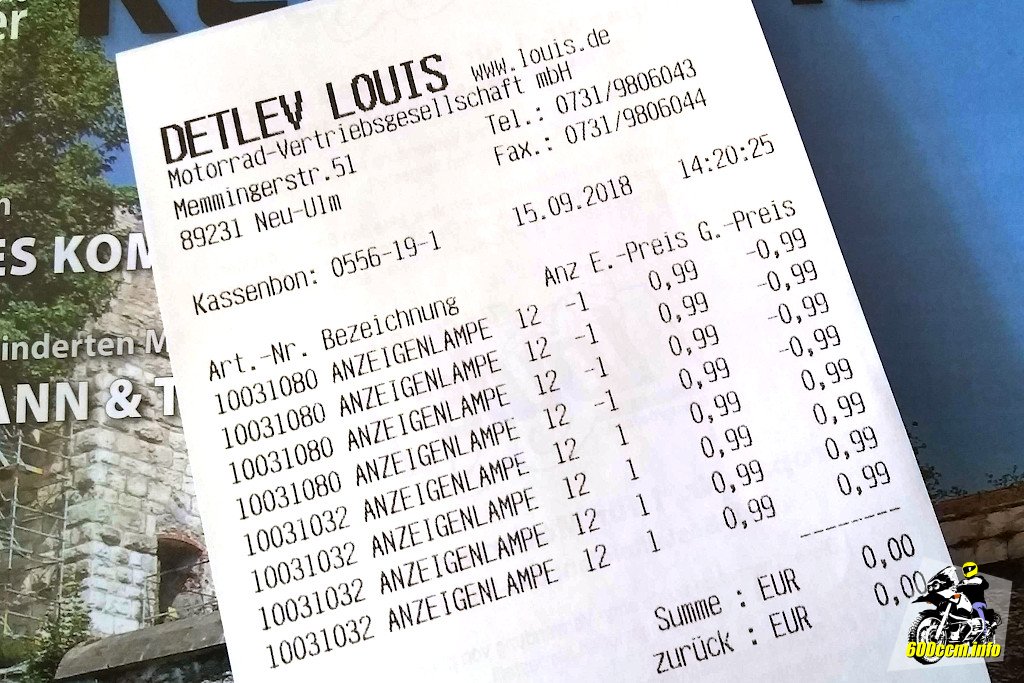 DETLEV LOUIS www.louis.de
Motorrad-Vertriebsgesellschaft mbH
Memmingerstr.51 Tel.: 0731/9806043
89231 Neu-Ulm Fax.: 0731/9806044
Kassenbon: 0556-19-1 15.09.2018 14:20:25
Art.-Nr. Bezeichnung Anz E.-Preis G.-Preis
10031080 ANZEIGENLAMPE 12 -1 0,99 -0,99
10031080 ANZEIGENLAMPE 12 -1 0,99 -0,99
10031080 ANZEIGENLAMPE 12 -1 0,99 -0,99
10031080 ANZEIGENLAMPE 12 -1 0,99 -0,99
10031032 ANZEIGENLAMPE 12 1 0,99 0,99
10031032 ANZEIGENLAMPE 12 1 0,99 0,99
10031032 ANZEIGENLAMPE 12 1 0,99 0,99
10031032 ANZEIGENLAMPE 12 1 0,99 0,99
---------
Summe : EUR 0,00
zurück : EUR 0,00
ES KOM
inderten M
ANN & T
600ccm.info